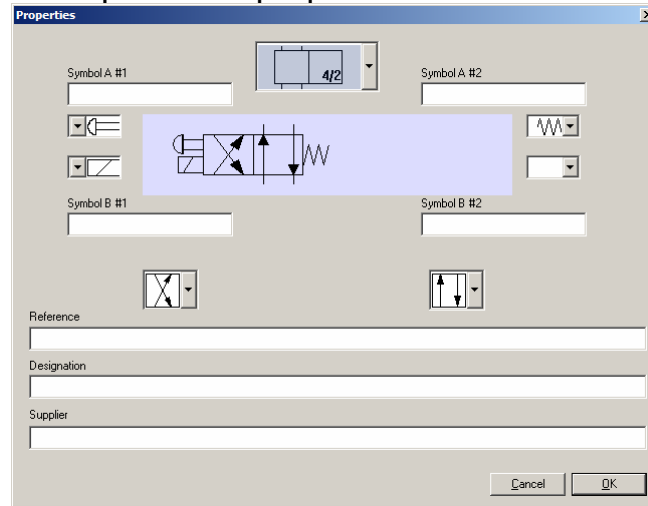 Properties
4/2
Symbol A #1
Symbol A #2
Symbol B #1
Symbol B #2
Reference
Designation
Supplier
Cancel
OK